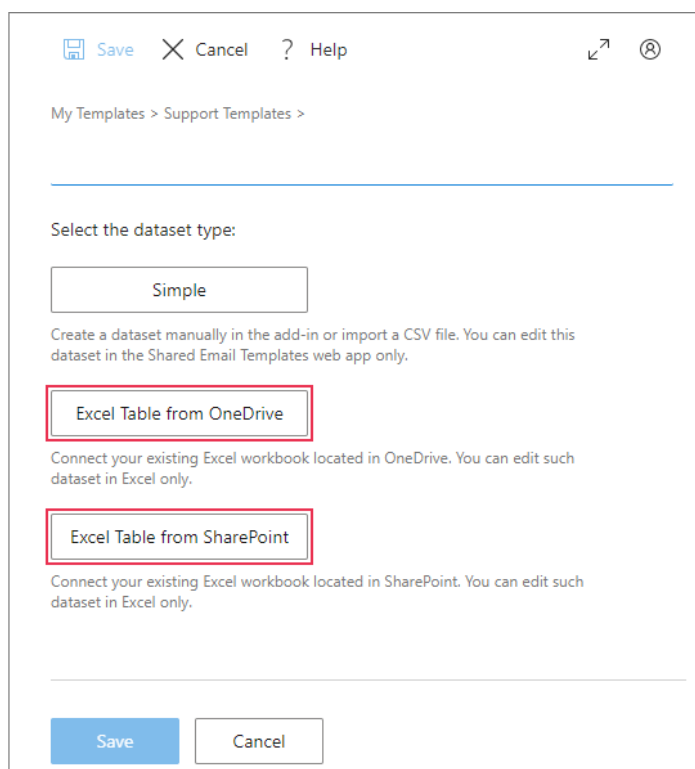 Save Cancel ? Help
My Templates > Support Templates >
Select the dataset type:
Simple
Create a dataset manually in the add-in or import a CSV file. You can edit this
dataset in the Shared Email Templates web app only.
Excel Table from OneDrive
Connect your existing Excel workbook located in OneDrive. You can edit such
dataset in Excel only.
Excel Table from SharePoint
Connect your existing Excel workbook located in SharePoint. You can edit such
dataset in Excel only.
Save Cancel